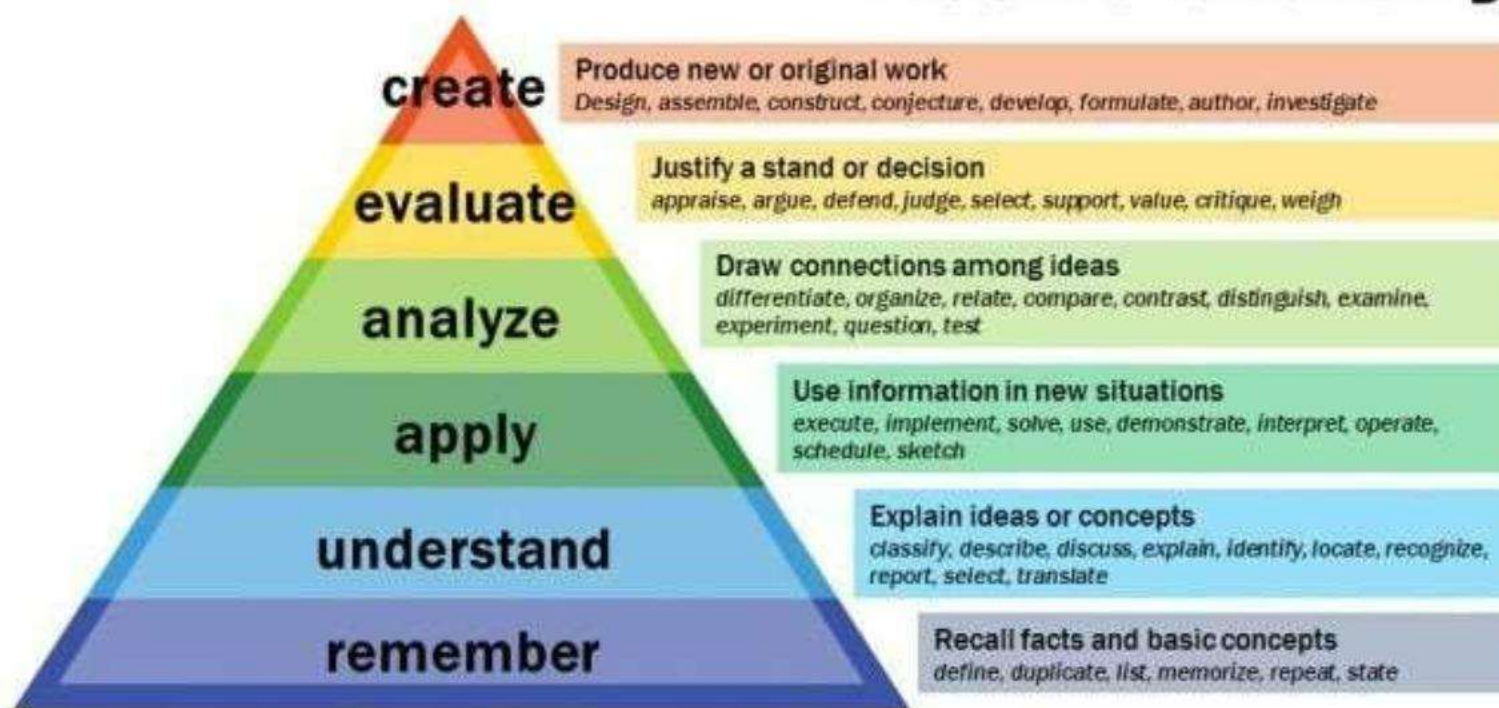 create
Produce new or original work
Design, assemble, construct, conjecture, develop, formulate, author, investigate
evaluate
Justify a stand or decision
appraise, argue, defend, judge, select, support, value, critique, weigh
analyze
Draw connections among ideas
differentiate, organize, relate, compare, contrast, distinguish, examine,
experiment, question, test
apply
Use information in new situations
execute, implement, solve, use, demonstrate, interpret, operate,
schedule, sketch
understand
Explain ideas or concepts
classify, describe, discuss, explain, identify, locate, recognize,
report, select, translate
remember
Recall facts and basic concepts
define, duplicate, list, memorize, repeat, state